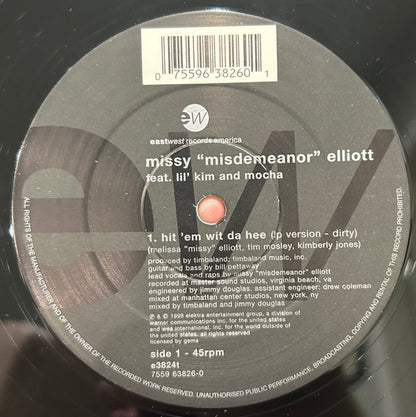 0 75596 38260 1
ew
eastwest records america
missy "misdemeanor" elliott
feat. lil' kim and mocha
1. hit 'em wit da hee (lp version - dirty)
(melissa "missy" elliott, tim mosley, kimberly jones)
produced by timbaland; timbaland music, inc.
guitar and bass by bill pettaway
lead vocals and raps by missy "misdemeanor" elliott
recorded at master sound studios, virginia beach, va
engineered by jimmy douglas. assistant engineer: drew coleman
mixed at manhattan center studios, new york, ny
mixed by timbaland and jimmy douglas
℗ & © 1998 elektra entertainment group, a division of
warner communications inc. for the united states
and wea international inc. for the world outside of
the united states. all rights reserved
licensed by gema
side 1 - 45rpm
e3824t
7559 63826-0
ALL RIGHTS OF THE MANUFACTURER AND OF THE OWNER OF THE RECORDED WORK RESERVED. UNAUTHORISED PUBLIC PERFORMANCE, BROADCASTING, COPYING AND RENTAL OF THIS RECORD PROHIBITED.
ew